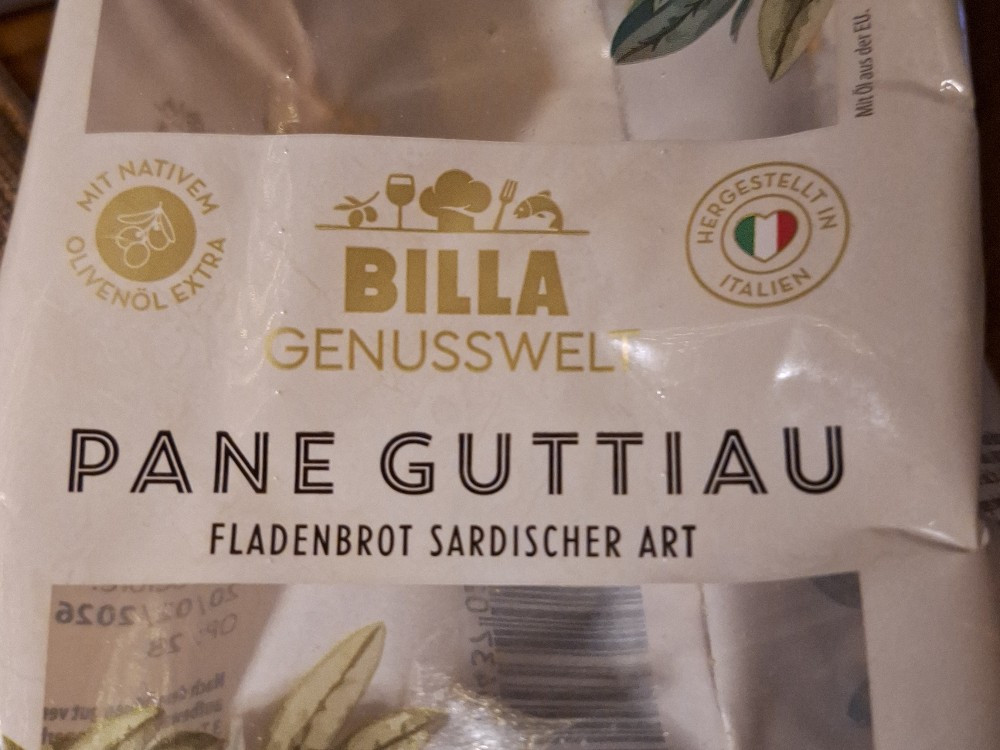 Mit Öl aus der EU.
MIT NATIVEM
OLIVENÖL EXTRA
BILLA
GENUSSWELT
HERGESTELLT IN
ITALIEN
PANE GUTTIAU
FLADENBROT SARDISCHER ART
20/02/2026